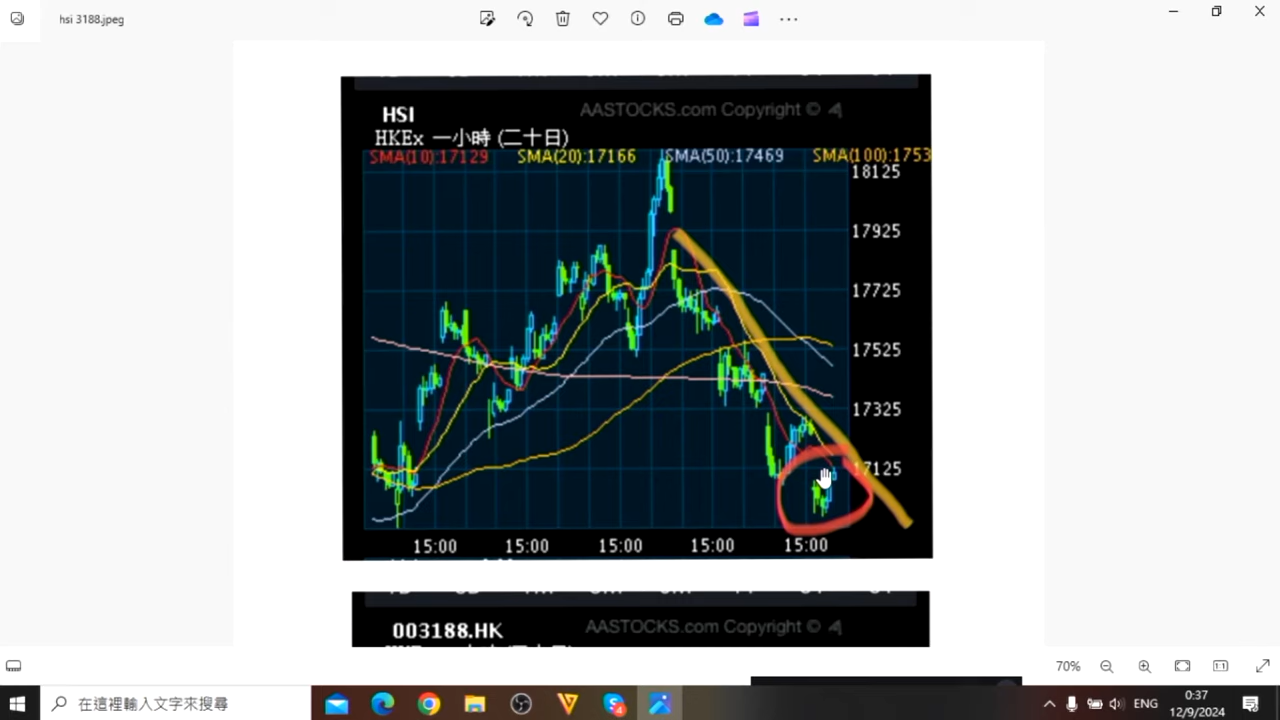 hsi 3188.jpeg
HSI
AASTOCKS.com Copyright ©
HKEx 一小時 (二十日)
SMA(10):17129 SMA(20):17166 SMA(50):17469 SMA(100):1753
18125
17925
17725
17525
17325
17125
15:00 15:00 15:00 15:00 15:00
003188.HK
AASTOCKS.com Copyright ©
70%
在這裡輸入文字來搜尋
4
ENG
0:37
12/9/2024